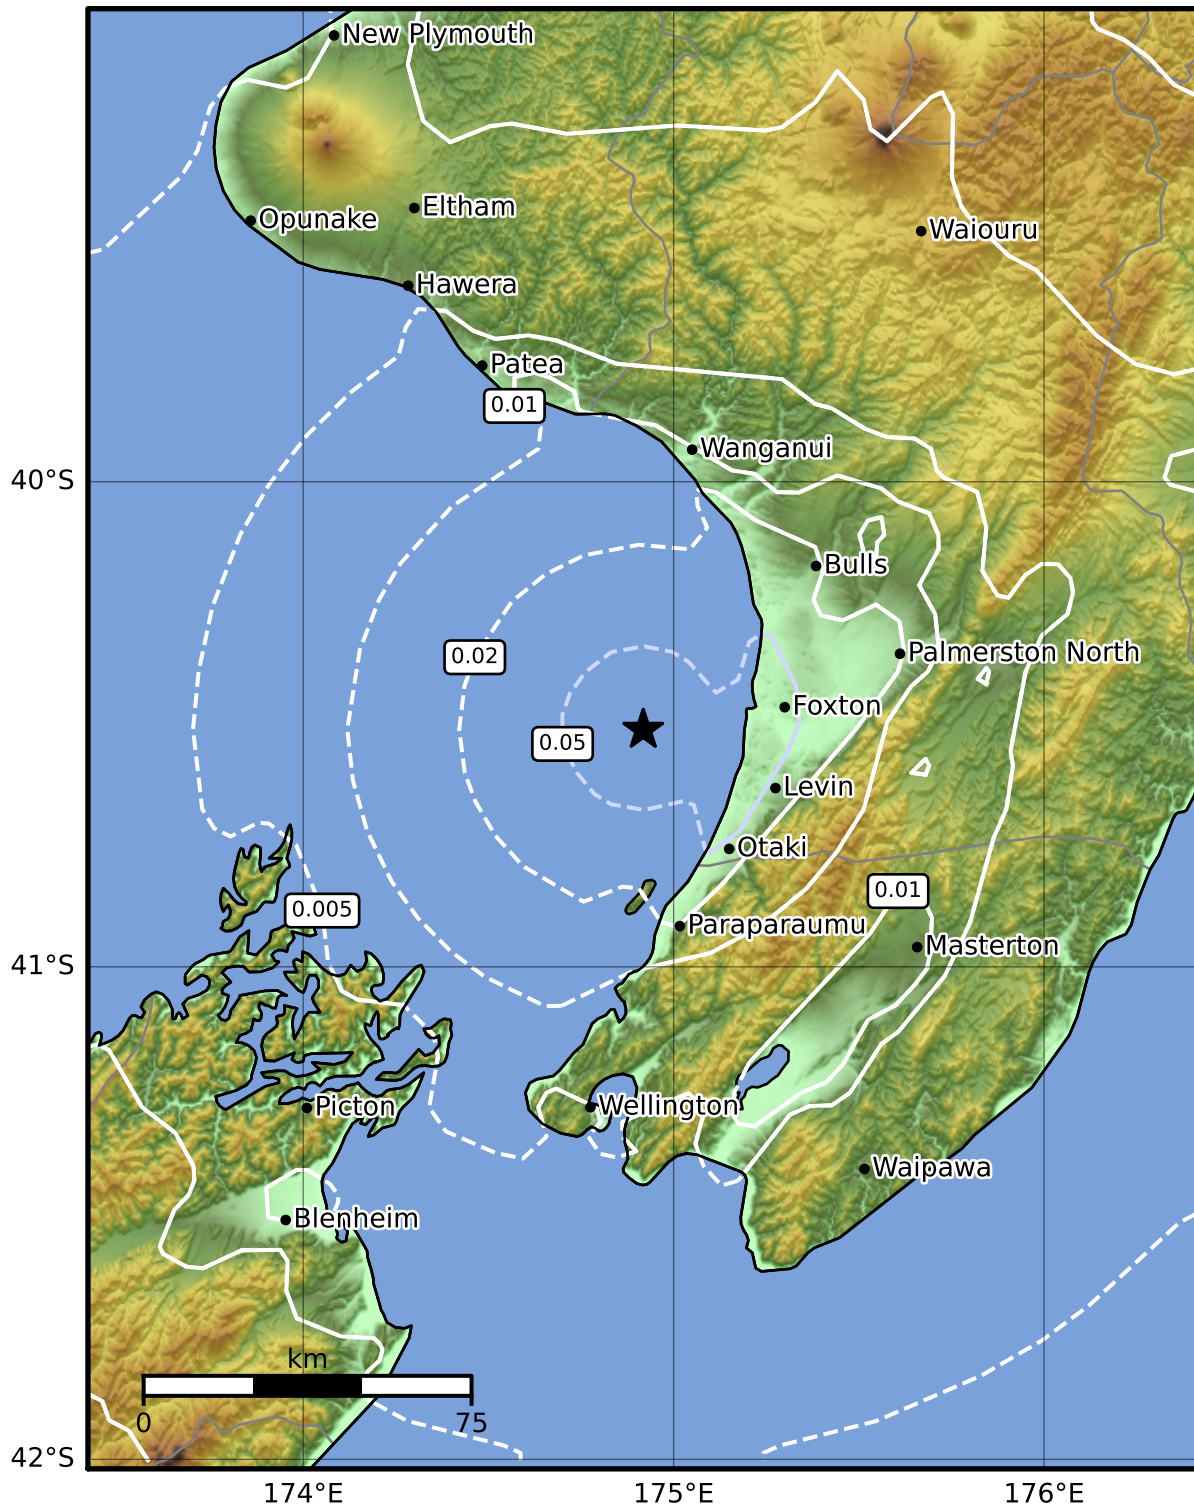 New Plymouth
Eltham
Opunake
Waiouru
Hawera
Patea
0.01
Wanganui
40°S
Bulls
0.02
Palmerston North
Foxton
0.05
Levin
Otaki
0.01
0.005
Paraparaumu
Masterton
41°S
Picton
Wellington
Waipawa
Blenheim
km
0 75
42°S
174°E 175°E 176°E